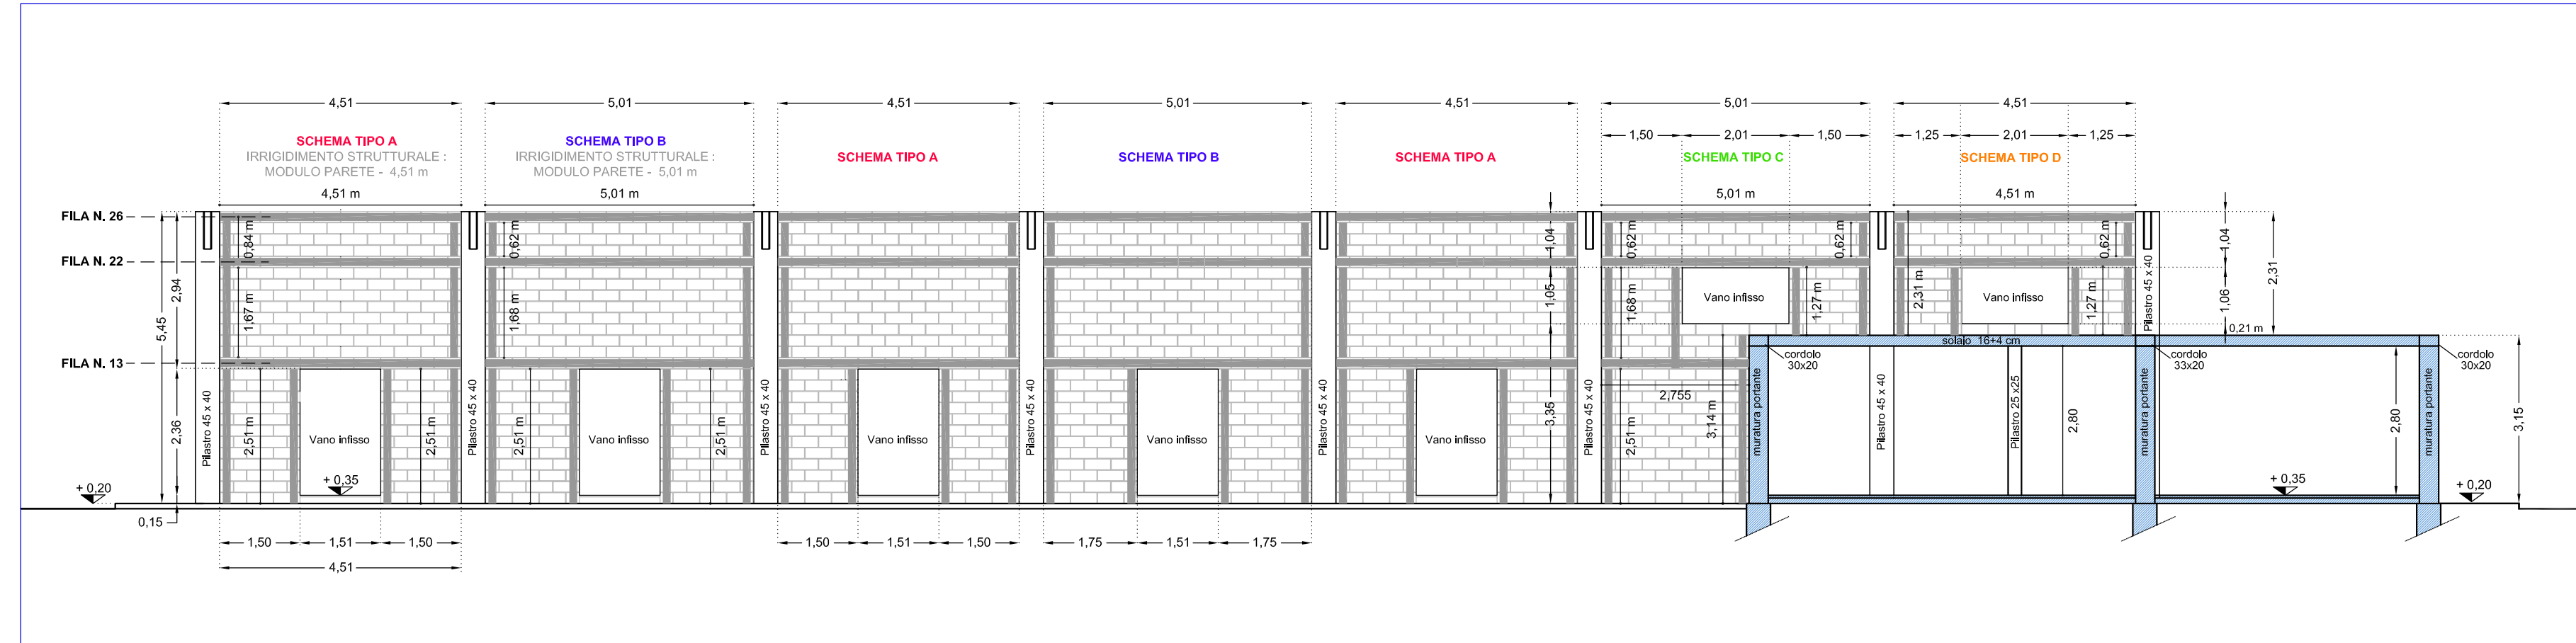 4,51
5,01
4,51
5,01
4,51
5,01
4,51
1,50
2,01
1,50
1,25
2,01
1,25
SCHEMA TIPO A
IRRIGIDIMENTO STRUTTURALE :
MODULO PARETE - 4,51 m
SCHEMA TIPO B
IRRIGIDIMENTO STRUTTURALE :
MODULO PARETE - 5,01 m
SCHEMA TIPO A
SCHEMA TIPO B
SCHEMA TIPO A
SCHEMA TIPO C
SCHEMA TIPO D
4,51 m
5,01 m
5,01 m
4,51 m
FILA N. 26
FILA N. 22
FILA N. 13
5,45
2,94
2,36
0,84 m
1,67 m
2,51 m
2,51 m
0,62 m
1,68 m
2,51 m
2,51 m
1,04
1,05
3,35
0,62 m
1,68 m
2,51 m
0,62 m
1,27 m
2,31 m
0,62 m
1,27 m
1,04
1,06
2,31
0,21 m
Vano infisso
Vano infisso
solaio 16+4 cm
cordolo
30x20
cordolo
33x20
cordolo
30x20
2,755
3,14 m
Pilastro 45 x 40
Pilastro 45 x 40
Pilastro 45 x 40
Pilastro 45 x 40
Pilastro 45 x 40
Pilastro 45 x 40
Pilastro 45 x 40
Pilastro 45 x 40
Pilastro 25 x25
muratura portante
muratura portante
muratura portante
2,80
2,80
3,15
Vano infisso
Vano infisso
Vano infisso
Vano infisso
Vano infisso
+ 0,20
+ 0,35
+ 0,35
+ 0,20
0,15
1,50
1,51
1,50
1,50
1,51
1,50
1,75
1,51
1,75
4,51